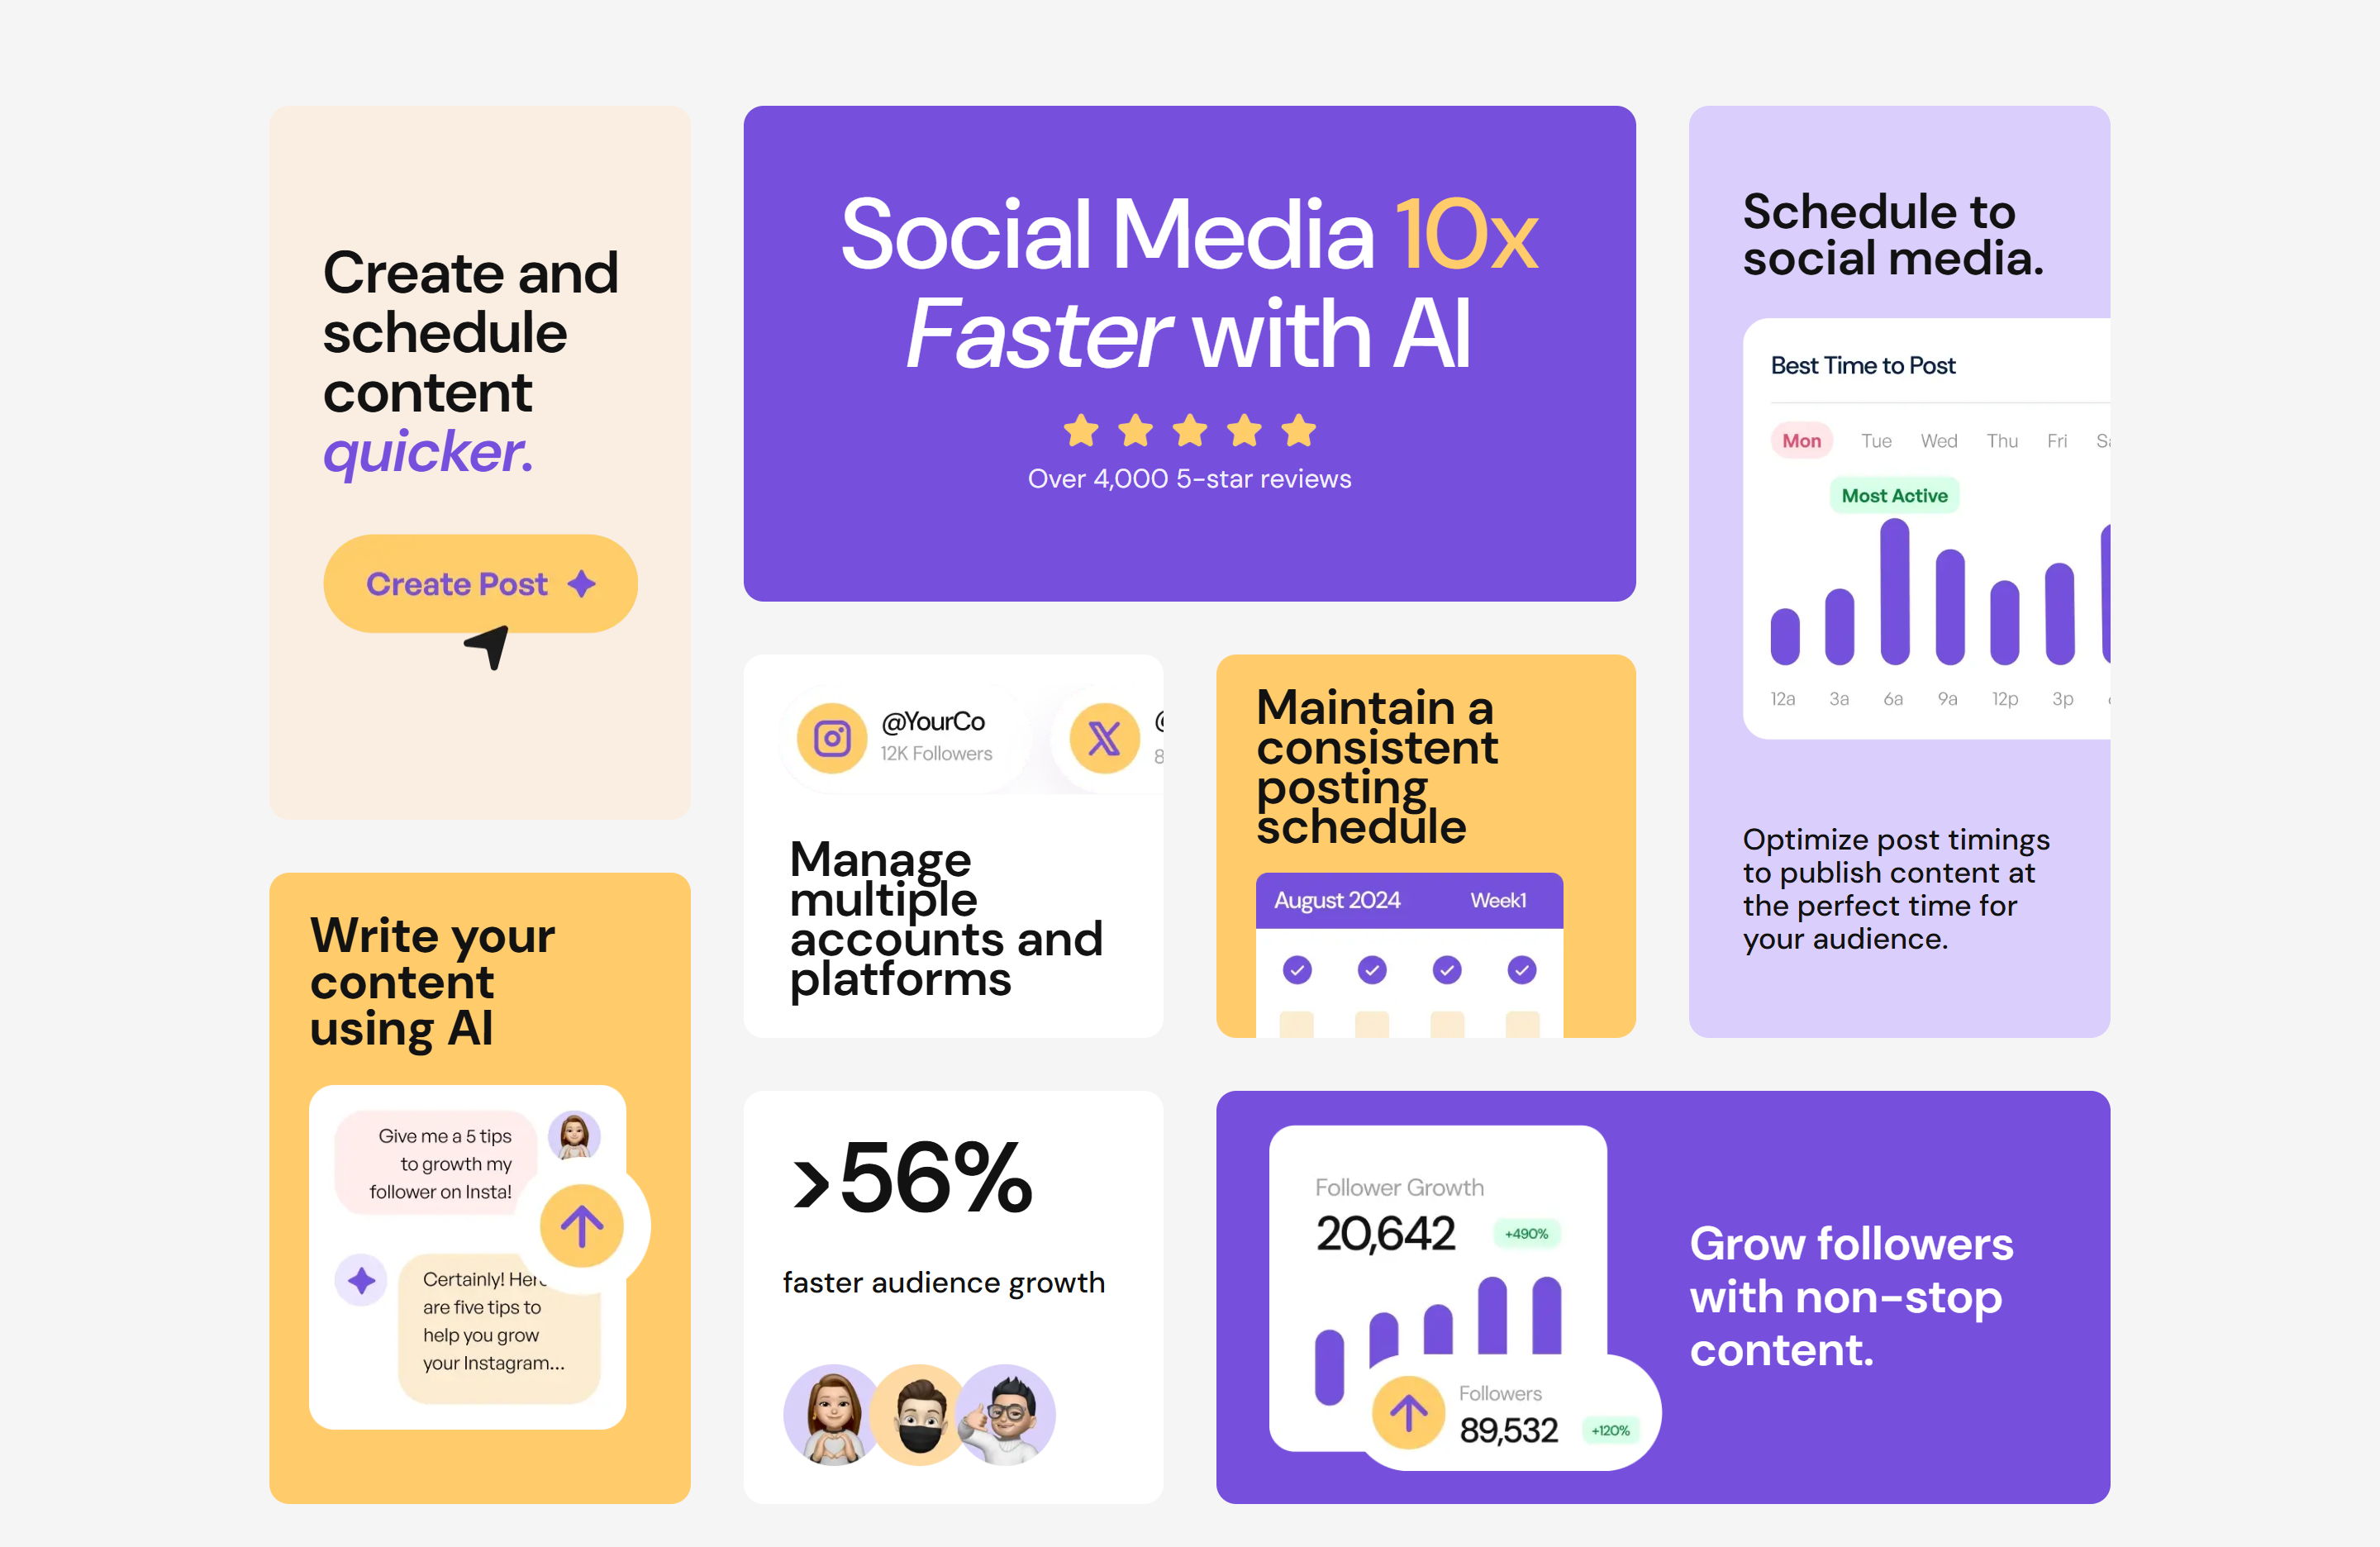 Create and
schedule
content
quicker.
Create Post
Social Media 10x
Faster with AI
Over 4,000 5-star reviews
Schedule to
social media.
Best Time to Post
Mon Tue Wed Thu Fri
Most Active
12a 3a 6a 9a 12p 3p
Optimize post timings
to publish content at
the perfect time for
your audience.
@YourCo
12K Followers
Manage
multiple
accounts and
platforms
Maintain a
consistent
posting
schedule
August 2024 Week1
Write your
content
using AI
Give me a 5 tips
to growth my
follower on Insta!
Certainly! Here
are five tips to
help you grow
your Instagram...
>56%
faster audience growth
Follower Growth
20,642 +490%
Followers
89,532 +120%
Grow followers
with non-stop
content.